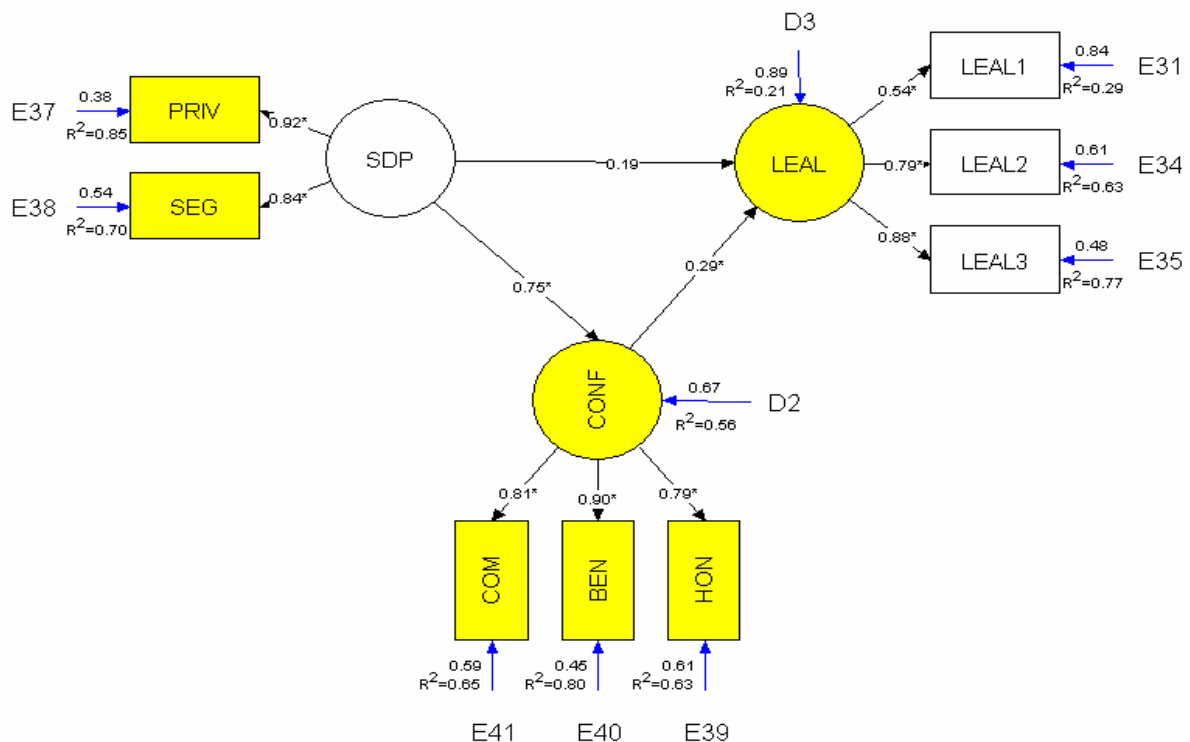 D3
0.89
R²=0.21
LEAL1
0.84
R²=0.29
E31
0.54*
E37
0.38
R²=0.85
PRIV
0.92*
SDP
0.19
LEAL
0.79*
LEAL2
0.61
R²=0.63
E34
E38
0.54
R²=0.70
SEG
0.84*
0.88*
LEAL3
0.48
R²=0.77
E35
0.75*
0.29*
CONF
0.67
R²=0.56
D2
0.81*
0.90*
0.79*
COM
BEN
HON
0.59
R²=0.65
0.45
R²=0.80
0.61
R²=0.63
E41
E40
E39